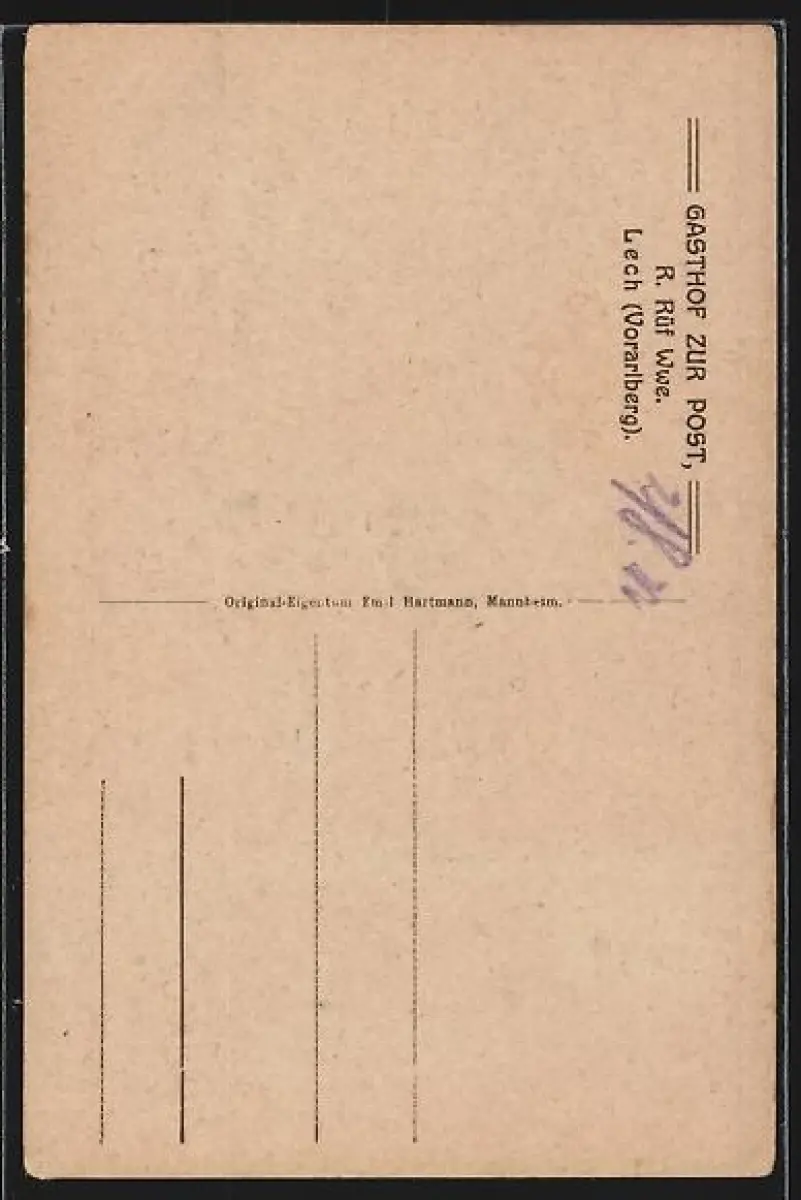 GASTHOF ZUR POST,
R. Rüf Wwe.
Lech (Vorarlberg).
Original-Eigentum Emil Hartmann, Mannheim.